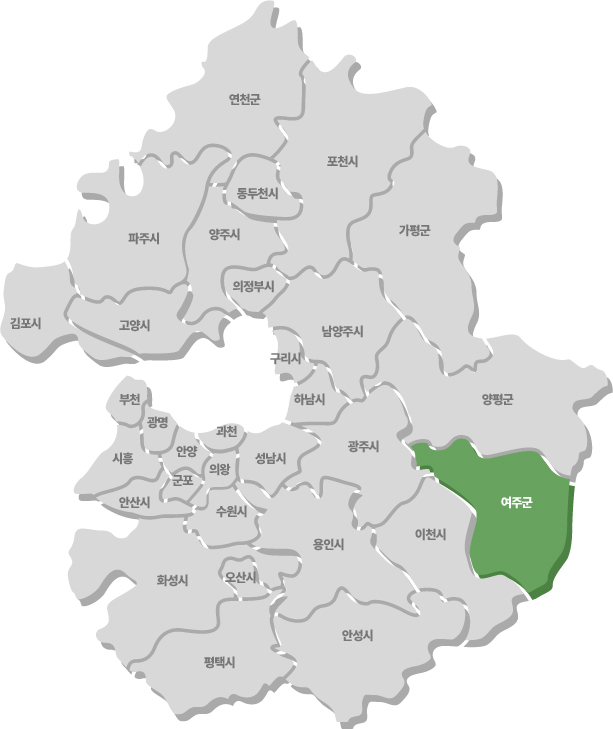 연천군
포천시
동두천시
가평군
양주시
파주시
의정부시
김포시
고양시
남양주시
구리시
부천
하남시
양평군
광명
과천
안양
광주시
시흥
성남시
의왕
군포
안산시
여주군
수원시
이천시
용인시
화성시
오산시
안성시
평택시